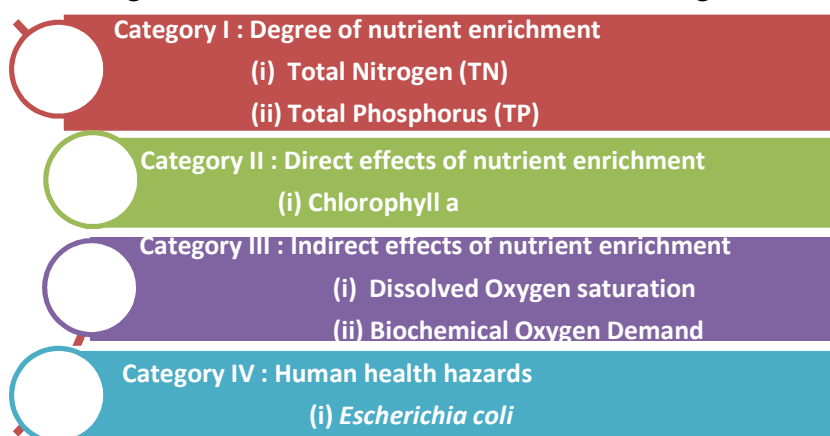 Category I : Degree of nutrient enrichment
(i) Total Nitrogen (TN)
(ii) Total Phosphorus (TP)
Category II : Direct effects of nutrient enrichment
(i) Chlorophyll a
Category III : Indirect effects of nutrient enrichment
(i) Dissolved Oxygen saturation
(ii) Biochemical Oxygen Demand
Category IV : Human health hazards
(i) Escherichia coli